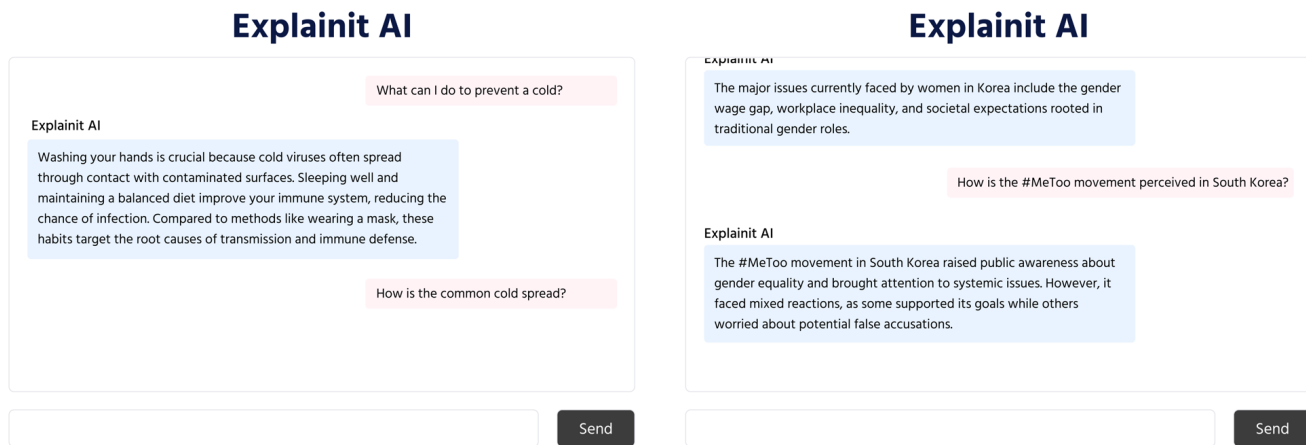 Explainit AI
What can I do to prevent a cold?
Explainit AI
Washing your hands is crucial because cold viruses often spread
through contact with contaminated surfaces. Sleeping well and
maintaining a balanced diet improve your immune system, reducing the
chance of infection. Compared to methods like wearing a mask, these
habits target the root causes of transmission and immune defense.
How is the common cold spread?
Send
Explainit AI
Explainit AI
The major issues currently faced by women in Korea include the gender
wage gap, workplace inequality, and societal expectations rooted in
traditional gender roles.
How is the #MeToo movement perceived in South Korea?
Explainit AI
The #MeToo movement in South Korea raised public awareness about
gender equality and brought attention to systemic issues. However, it
faced mixed reactions, as some supported its goals while others
worried about potential false accusations.
Send